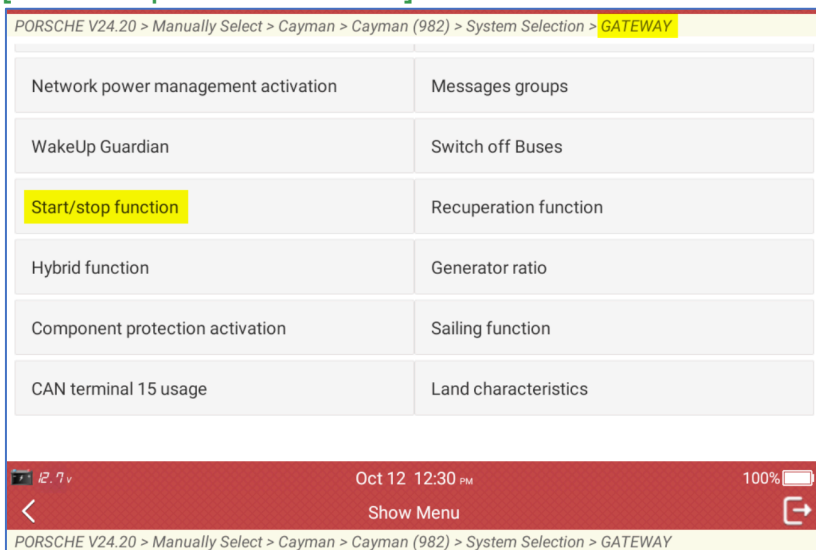 PORSCHE V24.20 > Manually Select > Cayman > Cayman (982) > System Selection > GATEWAY
Network power management activation Messages groups
WakeUp Guardian Switch off Buses
Start/stop function Recuperation function
Hybrid function Generator ratio
Component protection activation Sailing function
CAN terminal 15 usage Land characteristics
12.7v Oct 12 12:30 PM 100%
Show Menu
PORSCHE V24.20 > Manually Select > Cayman > Cayman (982) > System Selection > GATEWAY